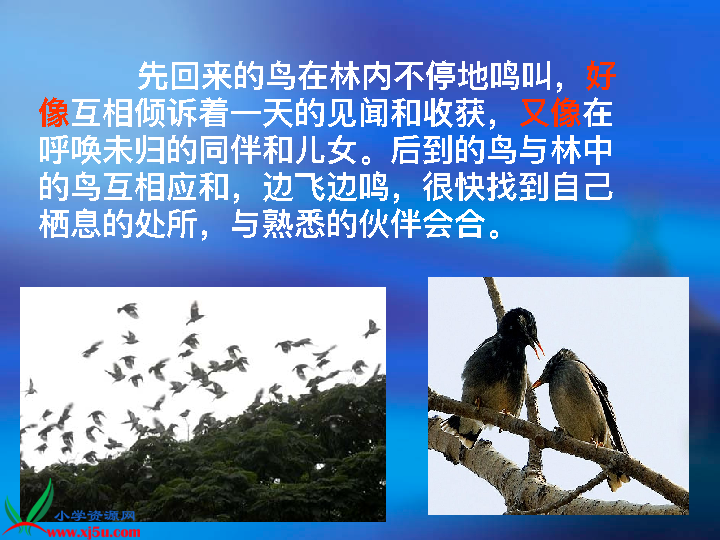 先回来的鸟在林内不停地鸣叫，好
像互相倾诉着一天的见闻和收获，又像在
呼唤未归的同伴和儿女。后到的鸟与林中
的鸟互相应和，边飞边鸣，很快找到自己
栖息的处所，与熟悉的伙伴会合。
小学资源网
www.xj5u.com